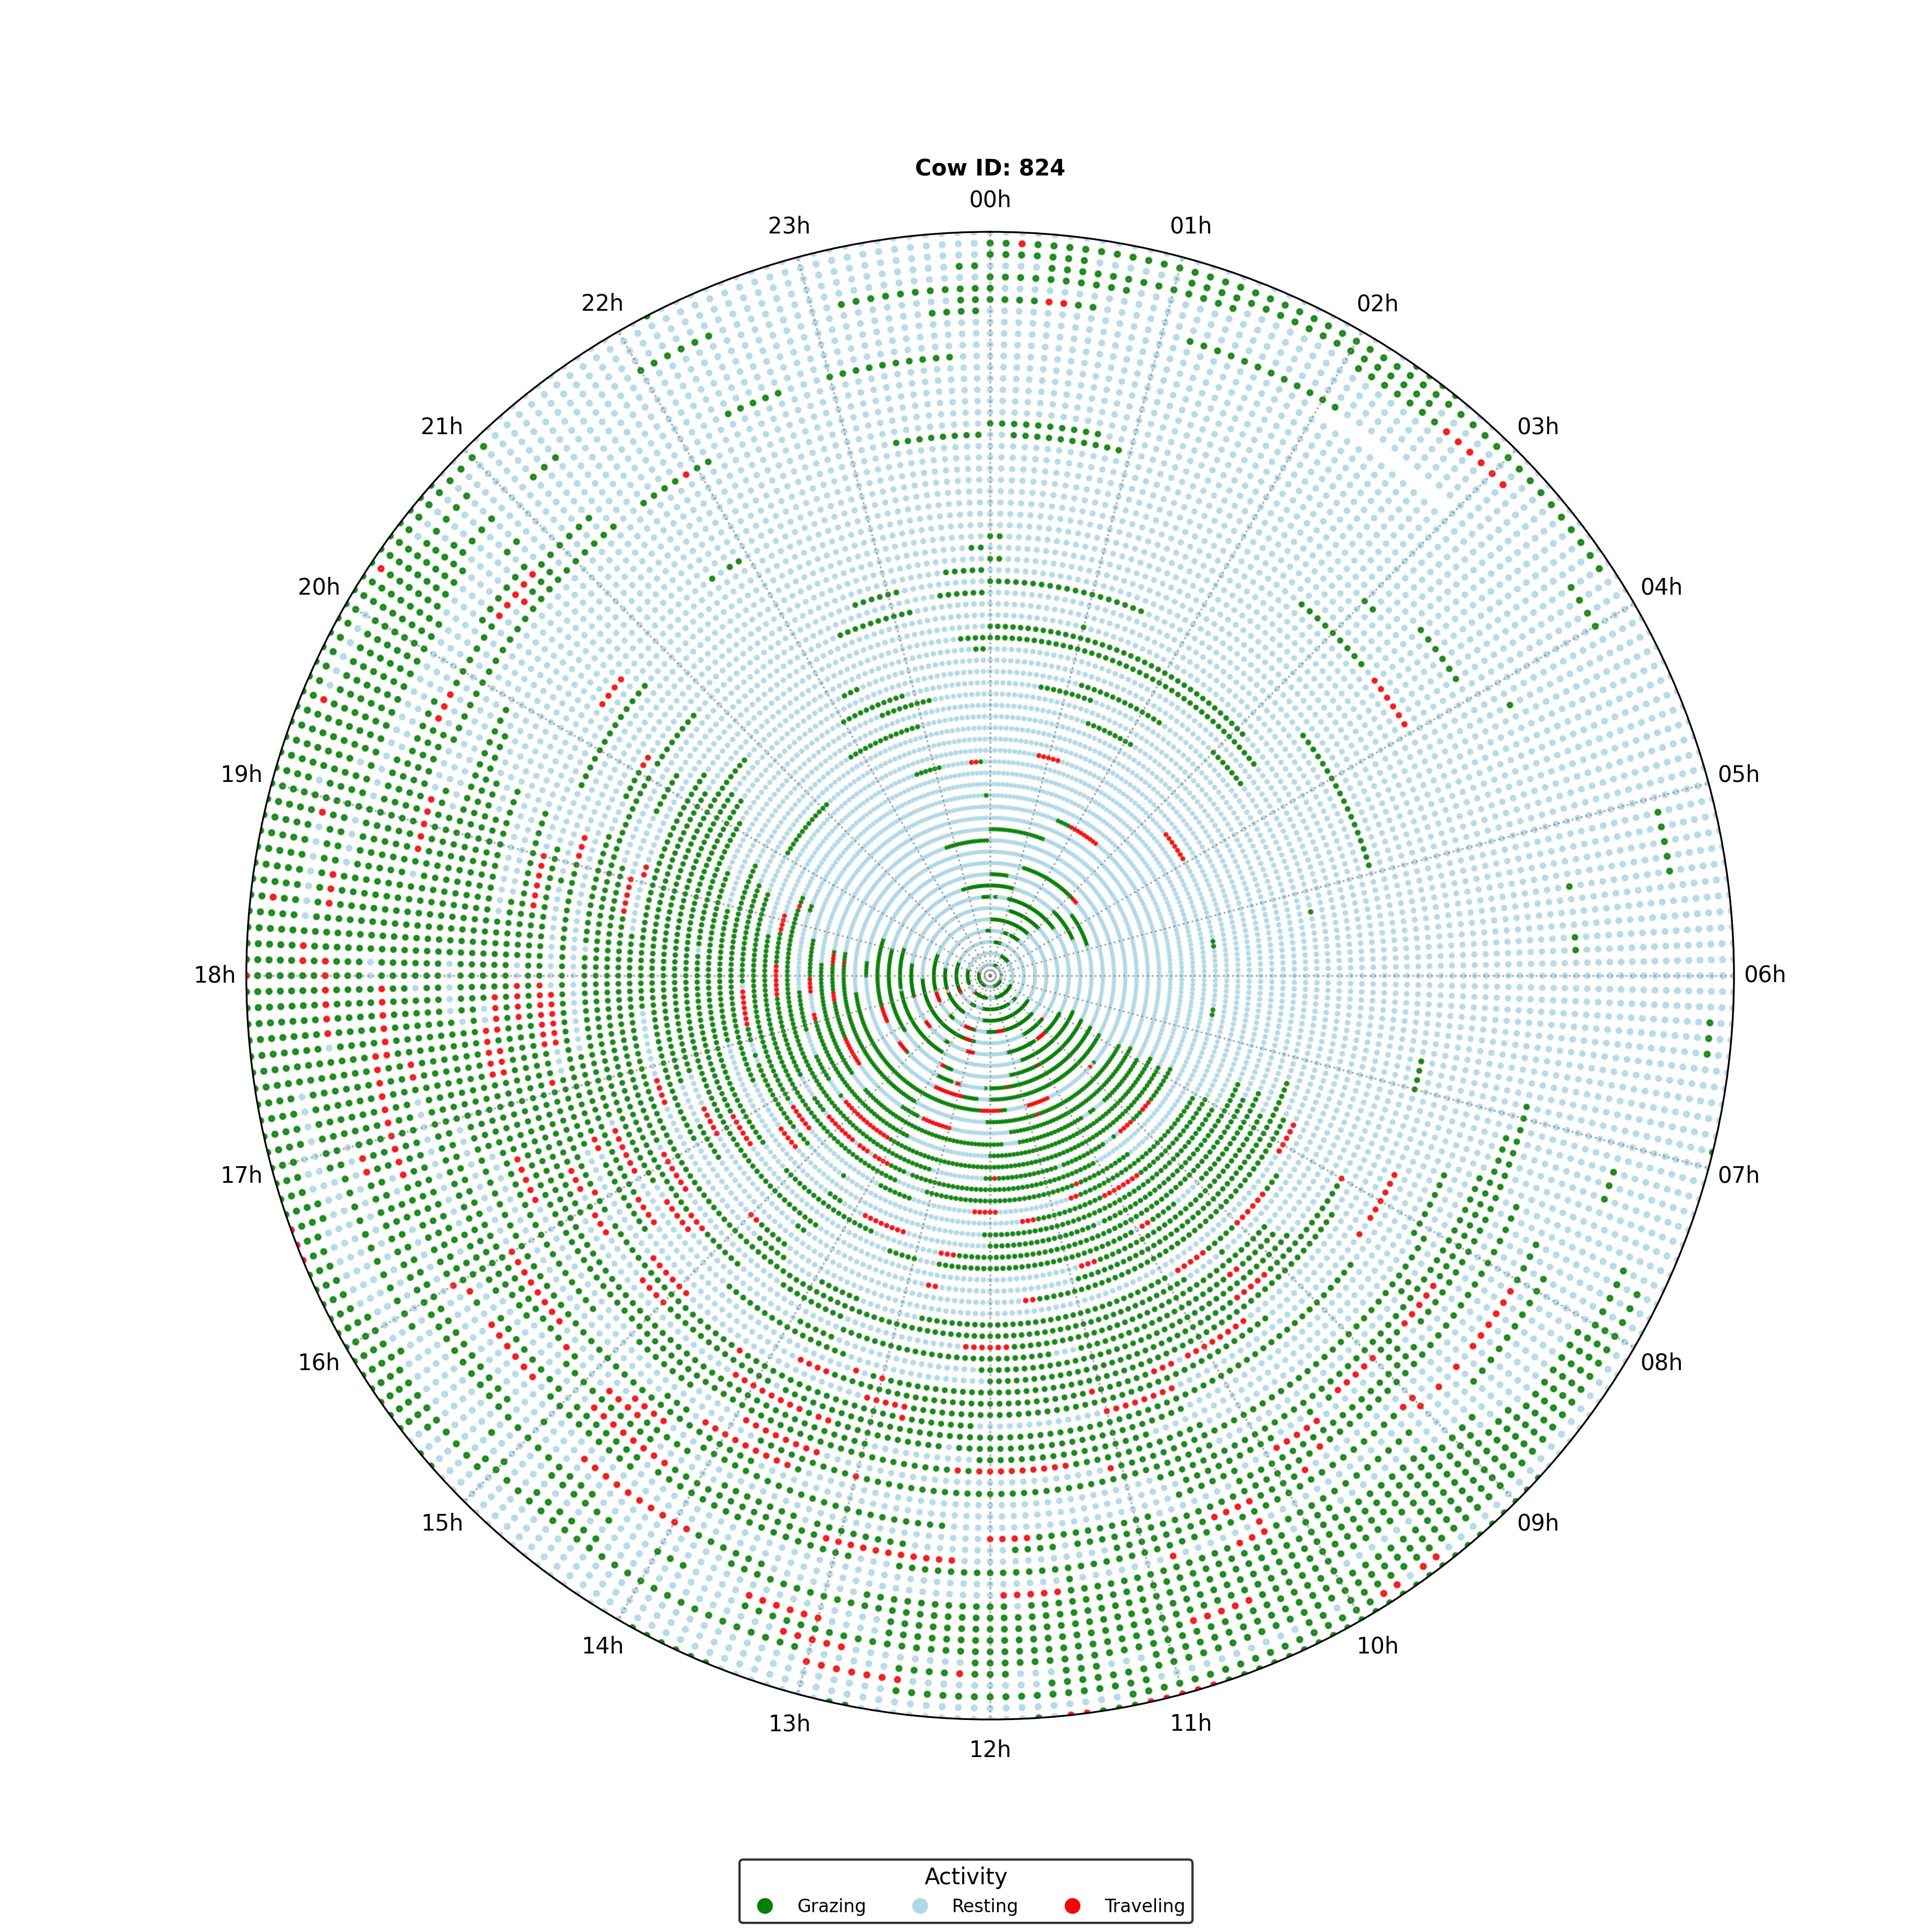 Cow ID: 824
00h
23h
01h
22h
02h
21h
03h
20h
04h
19h
05h
18h
06h
17h
07h
16h
08h
15h
09h
14h
10h
13h
11h
12h
Activity
Grazing Resting Traveling